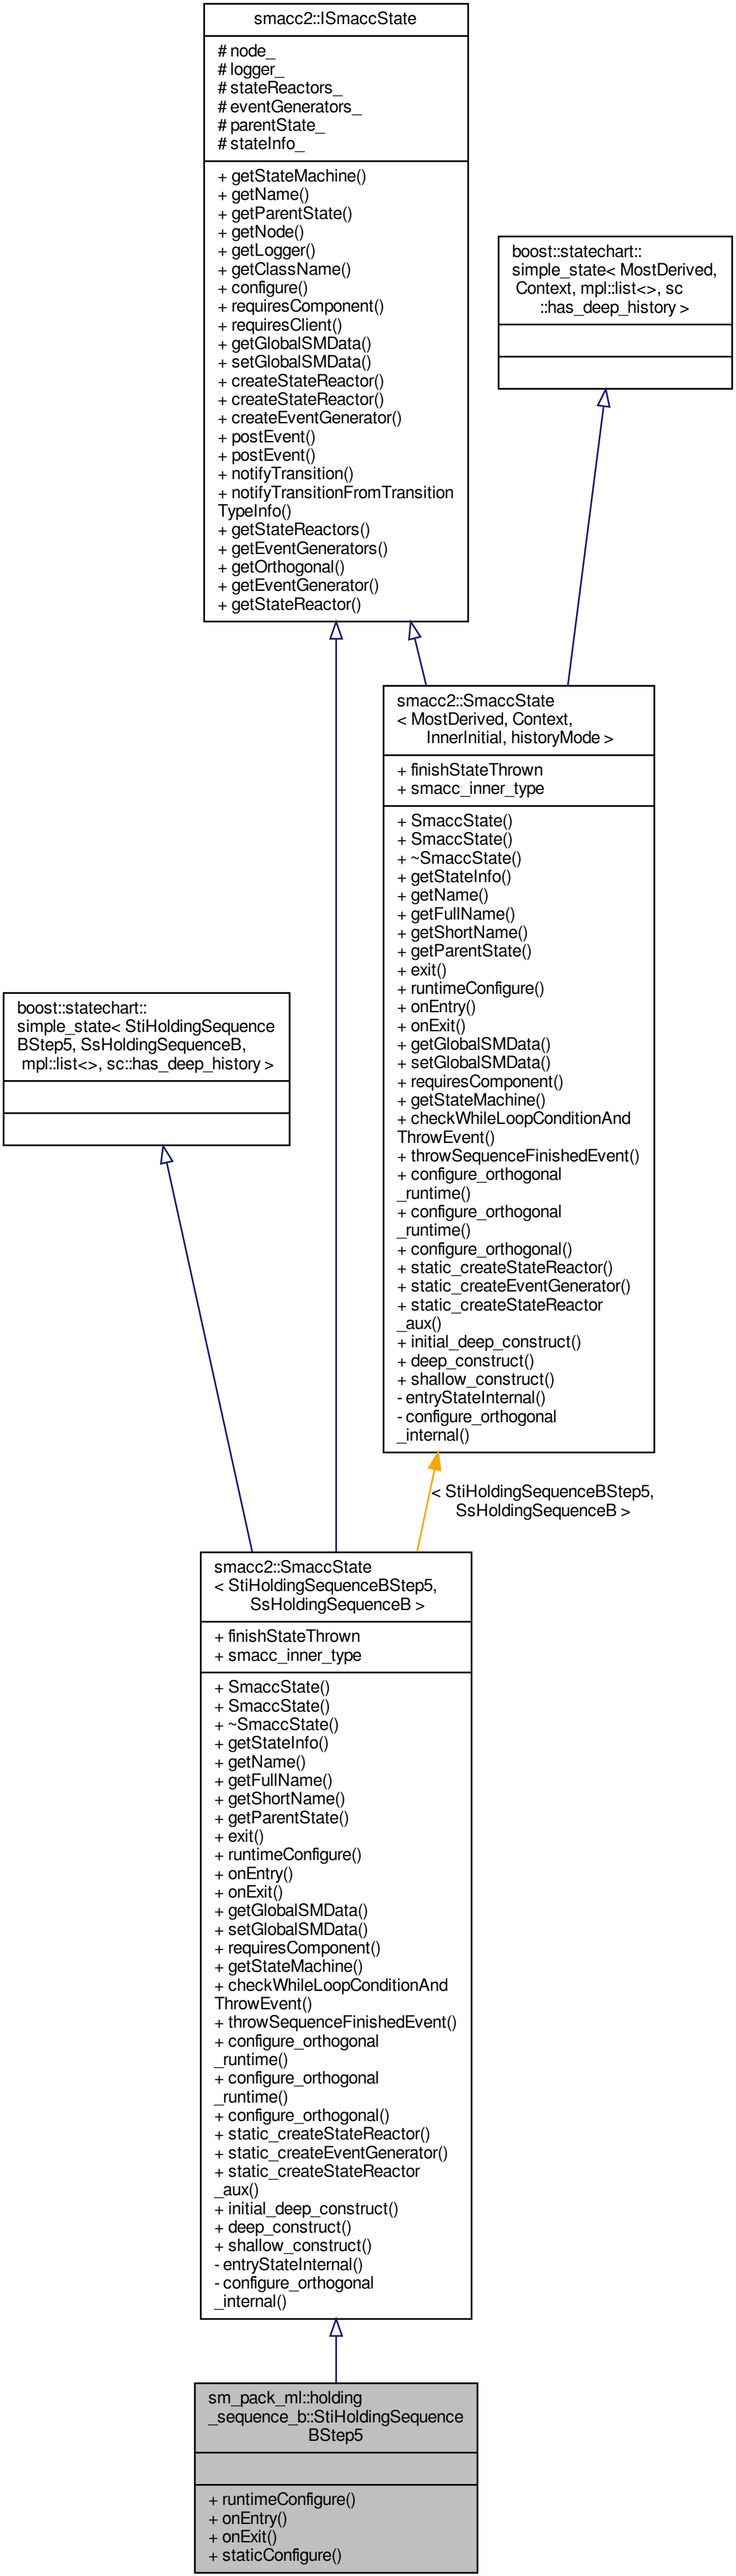 smacc2::ISmaccState
# node_
# logger_
# stateReactors_
# eventGenerators_
# parentState_
# stateInfo_
+ getStateMachine()
+ getName()
+ getParentState()
+ getNode()
+ getLogger()
+ getClassName()
+ configure()
+ requiresComponent()
+ requiresClient()
+ getGlobalSMData()
+ setGlobalSMData()
+ createStateReactor()
+ createStateReactor()
+ createEventGenerator()
+ postEvent()
+ postEvent()
+ notifyTransition()
+ notifyTransitionFromTransition
TypeInfo()
+ getStateReactors()
+ getEventGenerators()
+ getOrthogonal()
+ getEventGenerator()
+ getStateReactor()
boost::statechart::
simple_state< MostDerived,
Context, mpl::list<>, sc
::has_deep_history >
smacc2::SmaccState
< MostDerived, Context,
InnerInitial, historyMode >
+ finishStateThrown
+ smacc_inner_type
+ SmaccState()
+ SmaccState()
+ ~SmaccState()
+ getStateInfo()
+ getName()
+ getFullName()
+ getShortName()
+ getParentState()
+ exit()
+ runtimeConfigure()
+ onEntry()
+ onExit()
+ getGlobalSMData()
+ setGlobalSMData()
+ requiresComponent()
+ getStateMachine()
+ checkWhileLoopConditionAnd
ThrowEvent()
+ throwSequenceFinishedEvent()
+ configure_orthogonal
_runtime()
+ configure_orthogonal
_runtime()
+ configure_orthogonal()
+ static_createStateReactor()
+ static_createEventGenerator()
+ static_createStateReactor
_aux()
+ initial_deep_construct()
+ deep_construct()
+ shallow_construct()
- entryStateInternal()
- configure_orthogonal
_internal()
boost::statechart::
simple_state< StiHoldingSequence
BStep5, SsHoldingSequenceB,
mpl::list<>, sc::has_deep_history >
< StiHoldingSequenceBStep5,
SsHoldingSequenceB >
smacc2::SmaccState
< StiHoldingSequenceBStep5,
SsHoldingSequenceB >
+ finishStateThrown
+ smacc_inner_type
+ SmaccState()
+ SmaccState()
+ ~SmaccState()
+ getStateInfo()
+ getName()
+ getFullName()
+ getShortName()
+ getParentState()
+ exit()
+ runtimeConfigure()
+ onEntry()
+ onExit()
+ getGlobalSMData()
+ setGlobalSMData()
+ requiresComponent()
+ getStateMachine()
+ checkWhileLoopConditionAnd
ThrowEvent()
+ throwSequenceFinishedEvent()
+ configure_orthogonal
_runtime()
+ configure_orthogonal
_runtime()
+ configure_orthogonal()
+ static_createStateReactor()
+ static_createEventGenerator()
+ static_createStateReactor
_aux()
+ initial_deep_construct()
+ deep_construct()
+ shallow_construct()
- entryStateInternal()
- configure_orthogonal
_internal()
sm_pack_ml::holding
_sequence_b::StiHoldingSequence
BStep5
+ runtimeConfigure()
+ onEntry()
+ onExit()
+ staticConfigure()